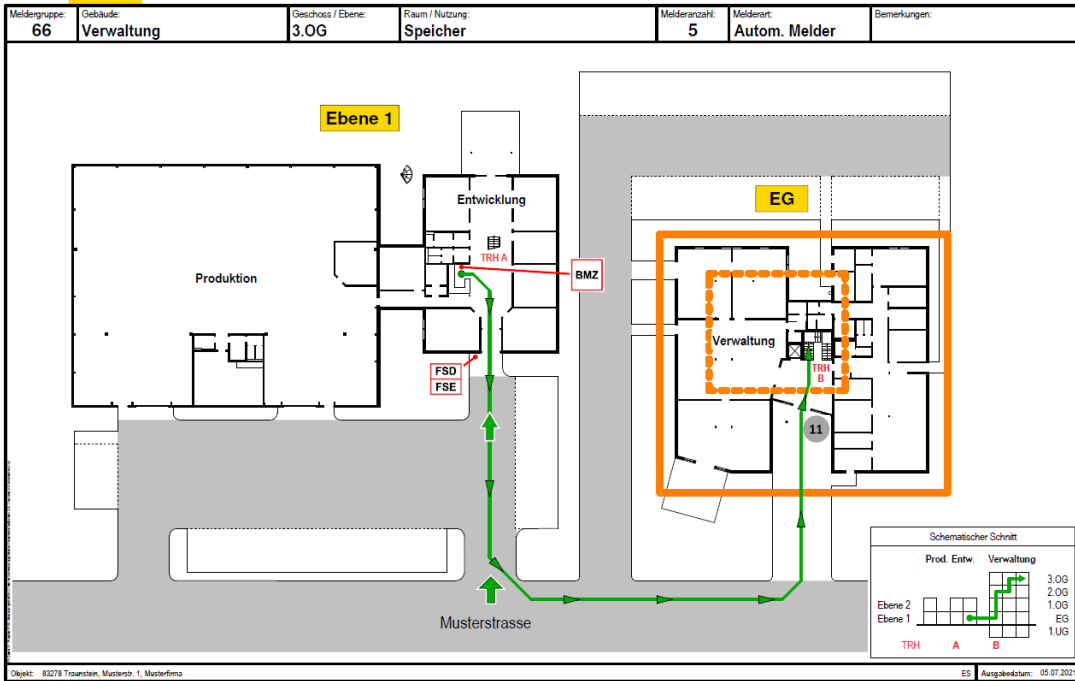 Meldergruppe:
66
Gebäude:
Verwaltung
Geschoss / Ebene:
3.OG
Raum / Nutzung:
Speicher
Melderanzahl:
5
Melderart:
Autom. Melder
Bemerkungen:
Ebene 1
EG
Entwicklung
TRH A
BMZ
Produktion
FSD
FSE
Verwaltung
TRH
B
11
Musterstrasse
Schematischer Schnitt
Prod. Entw. Verwaltung
3.OG
2.OG
Ebene 2 1.OG
Ebene 1 EG
1.UG
TRH A B
Objekt: 83278 Traunstein, Musterstr. 1, Musterfirma
ES
Ausgabedatum: 05.07.2021